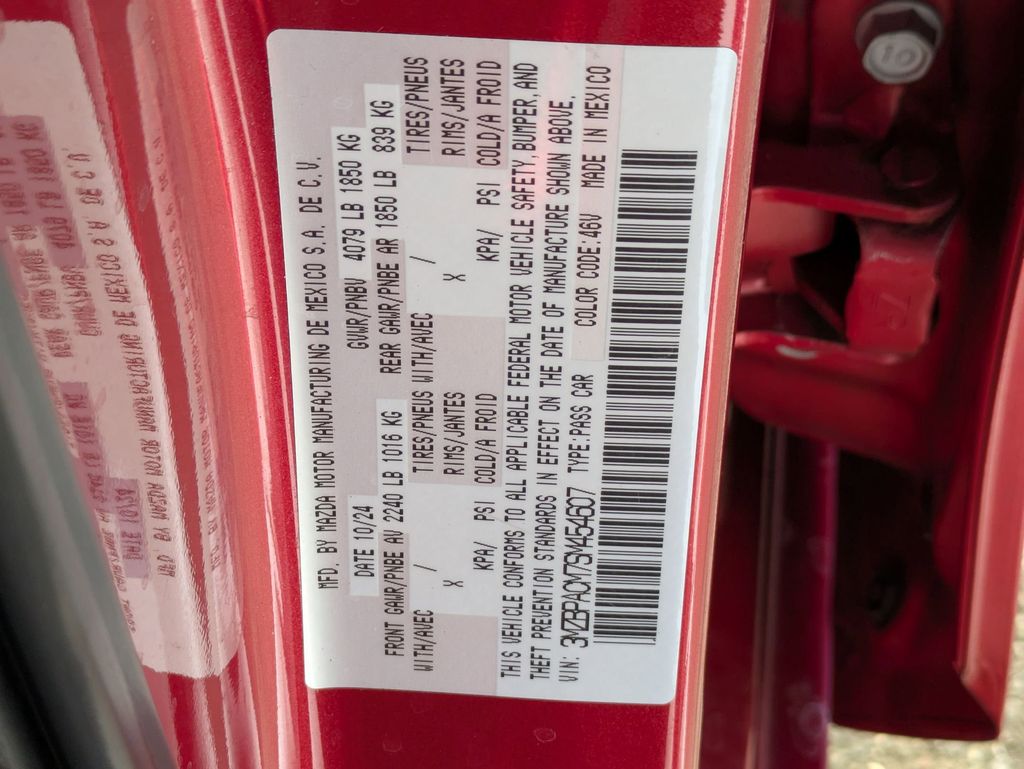 MFD. BY MAZDA MOTOR MANUFACTURING DE MEXICO S.A. DE C.V.
DATE 10/24 GVWR/PNBV 4079 LB 1850 KG
FRONT GAWR/PNBE AV 2240 LB 1016 KG REAR GAWR/PNBE AR 1850 LB 839 KG
WITH/AVEC / TIRES/PNEUS WITH/AVEC / TIRES/PNEUS
X RIMS/JANTES X RIMS/JANTES
KPA/ PSI COLD/A FROID KPA/ PSI COLD/A FROID
THIS VEHICLE CONFORMS TO ALL APPLICABLE FEDERAL MOTOR VEHICLE SAFETY, BUMPER, AND
THEFT PREVENTION STANDARDS IN EFFECT ON THE DATE OF MANUFACTURE SHOWN ABOVE.
VIN: 3MZBPACM7SM454607 TYPE:PASS CAR COLOR CODE:46V MADE IN MEXICO
10